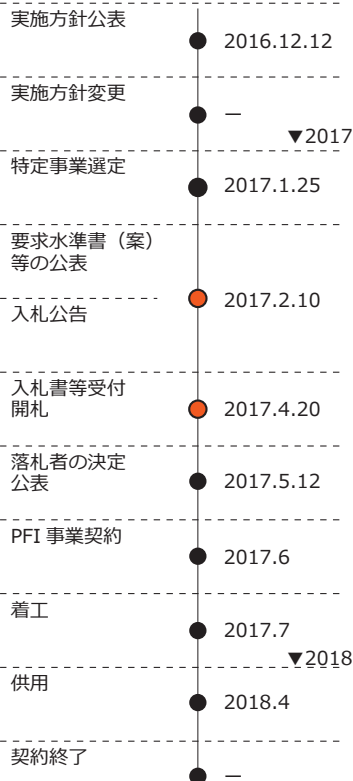 実施方針公表
2016.12.12
実施方針変更
—
▼2017
特定事業選定
2017.1.25
要求水準書（案）
等の公表
2017.2.10
入札公告
入札書等受付
開札
2017.4.20
落札者の決定
公表
2017.5.12
PFI 事業契約
2017.6
着工
2017.7
▼2018
供用
2018.4
契約終了
—